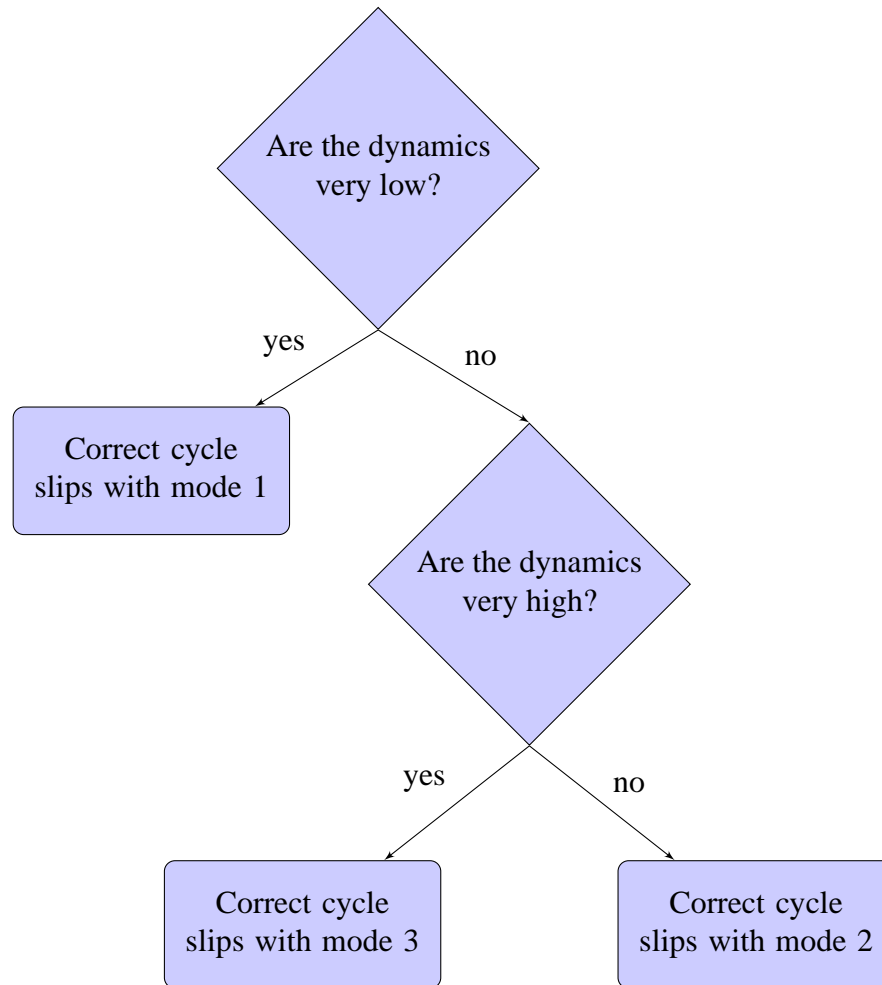 Are the dynamics
very low?
yes
no
Correct cycle
slips with mode 1
Are the dynamics
very high?
yes
no
Correct cycle
slips with mode 3
Correct cycle
slips with mode 2